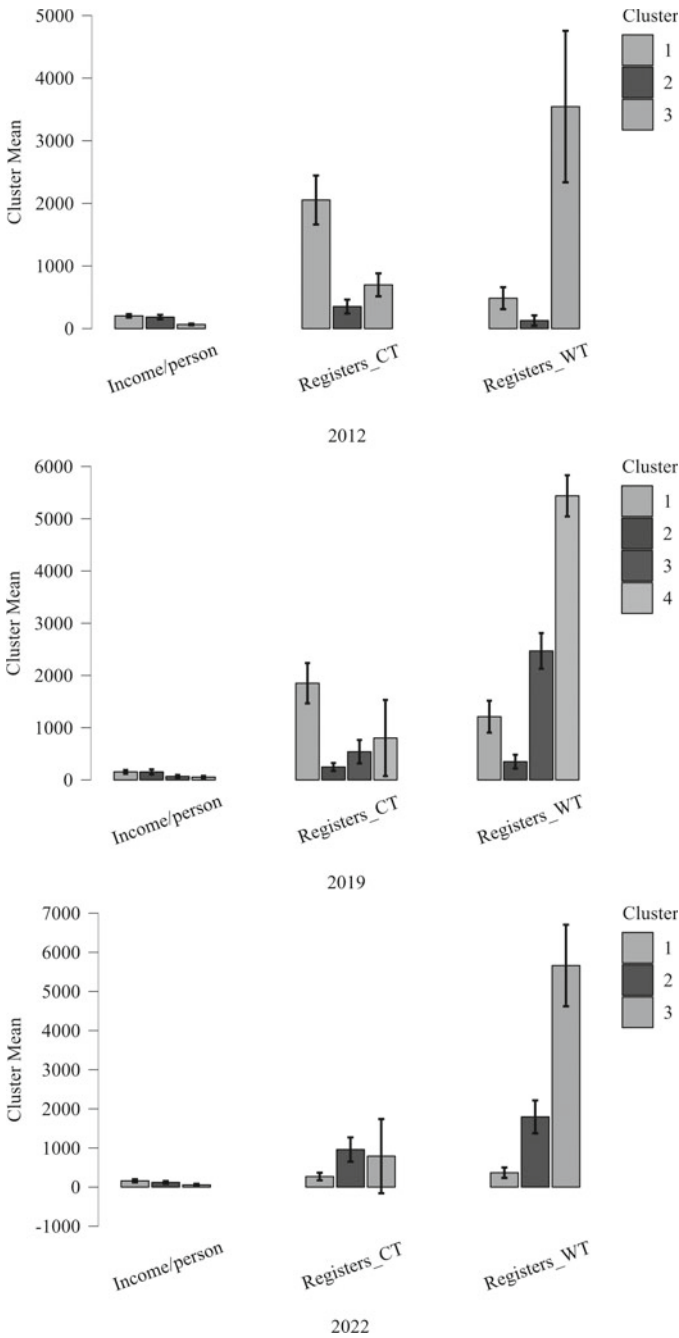 Cluster
1
2
3
5000
4000
3000
2000
1000
0
Cluster Mean
Income/person
Registers_CT
Registers_WT
2012
Cluster
1
2
3
4
6000
5000
4000
3000
2000
1000
0
Cluster Mean
Income/person
Registers_CT
Registers_WT
2019
Cluster
1
2
3
7000
6000
5000
4000
3000
2000
1000
0
-1000
Cluster Mean
Income/person
Registers_CT
Registers_WT
2022